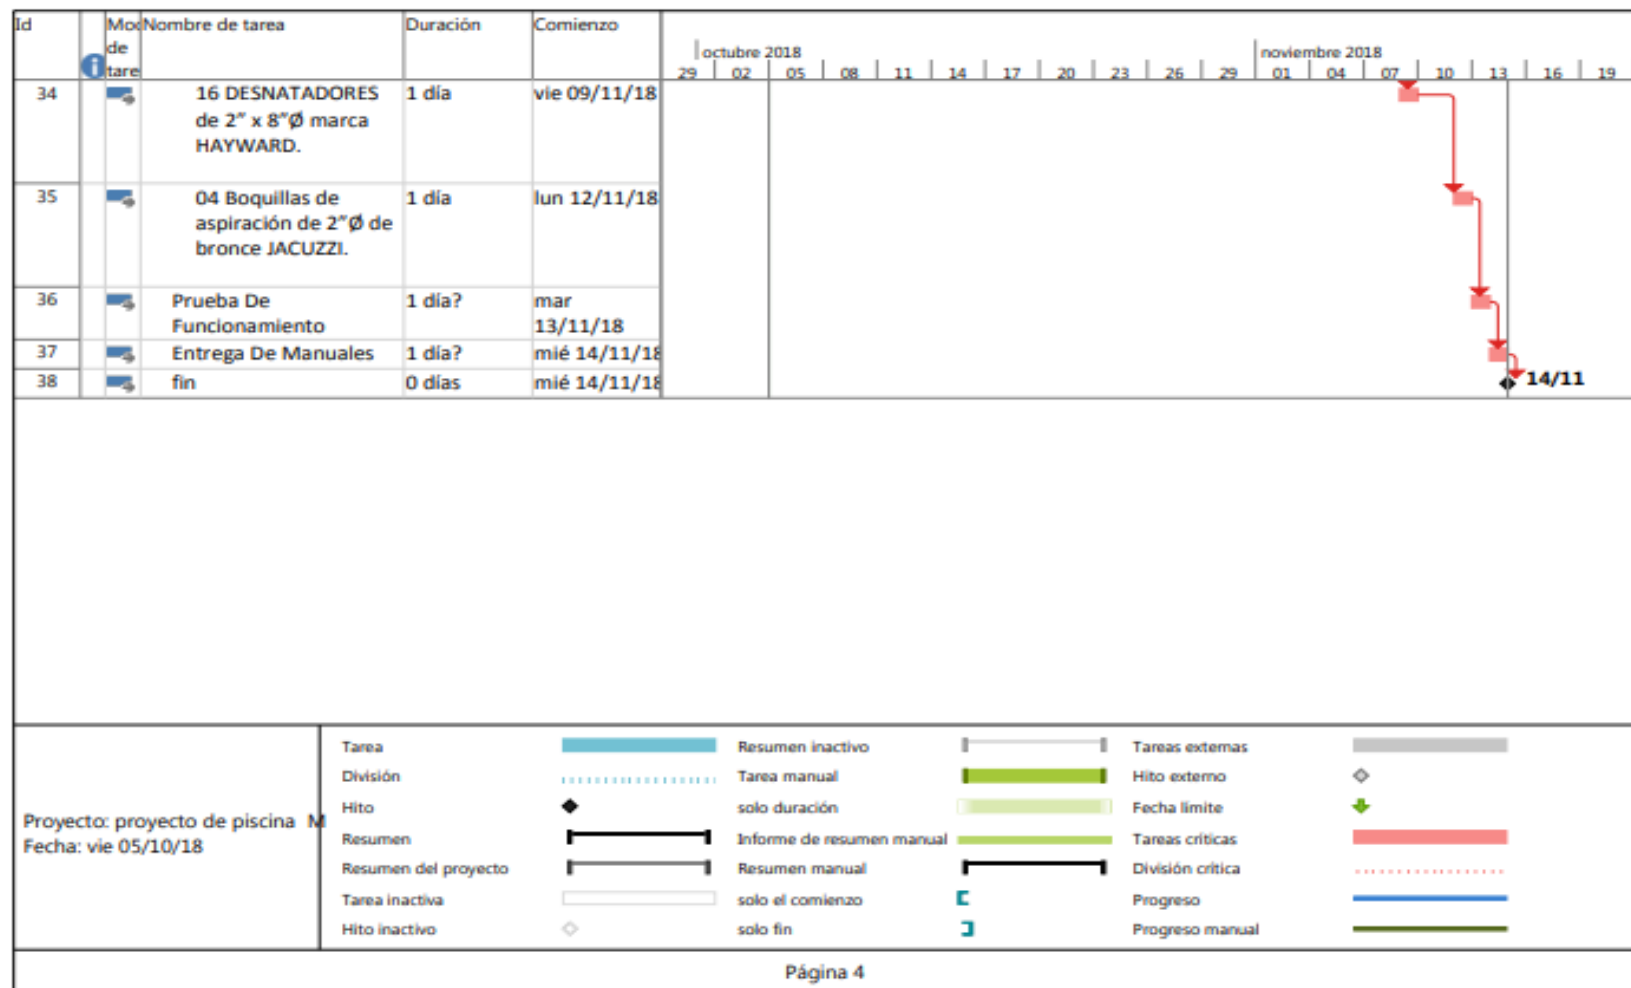 Id
Mod
de
tare
Nombre de tarea
Duración
Comienzo
octubre 2018
noviembre 2018
29 02 05 08 11 14 17 20 23 26 29 01 04 07 10 13 16 19
34
16 DESNATADORES
de 2" x 8"Ø marca
HAYWARD.
1 día
vie 09/11/18
35
04 Boquillas de
aspiración de 2"Ø de
bronce JACUZZI.
1 día
lun 12/11/18
36
Prueba De
Funcionamiento
1 día?
mar
13/11/18
37
Entrega De Manuales
1 día?
mié 14/11/18
38
fin
0 días
mié 14/11/18
14/11
Proyecto: proyecto de piscina M
Fecha: vie 05/10/18
Tarea
División
Hito
Resumen
Resumen del proyecto
Tarea inactiva
Hito inactivo
Resumen inactivo
Tarea manual
solo duración
Informe de resumen manual
Resumen manual
solo el comienzo
solo fin
Tareas externas
Hito externo
Fecha límite
Tareas críticas
División crítica
Progreso
Progreso manual
Página 4